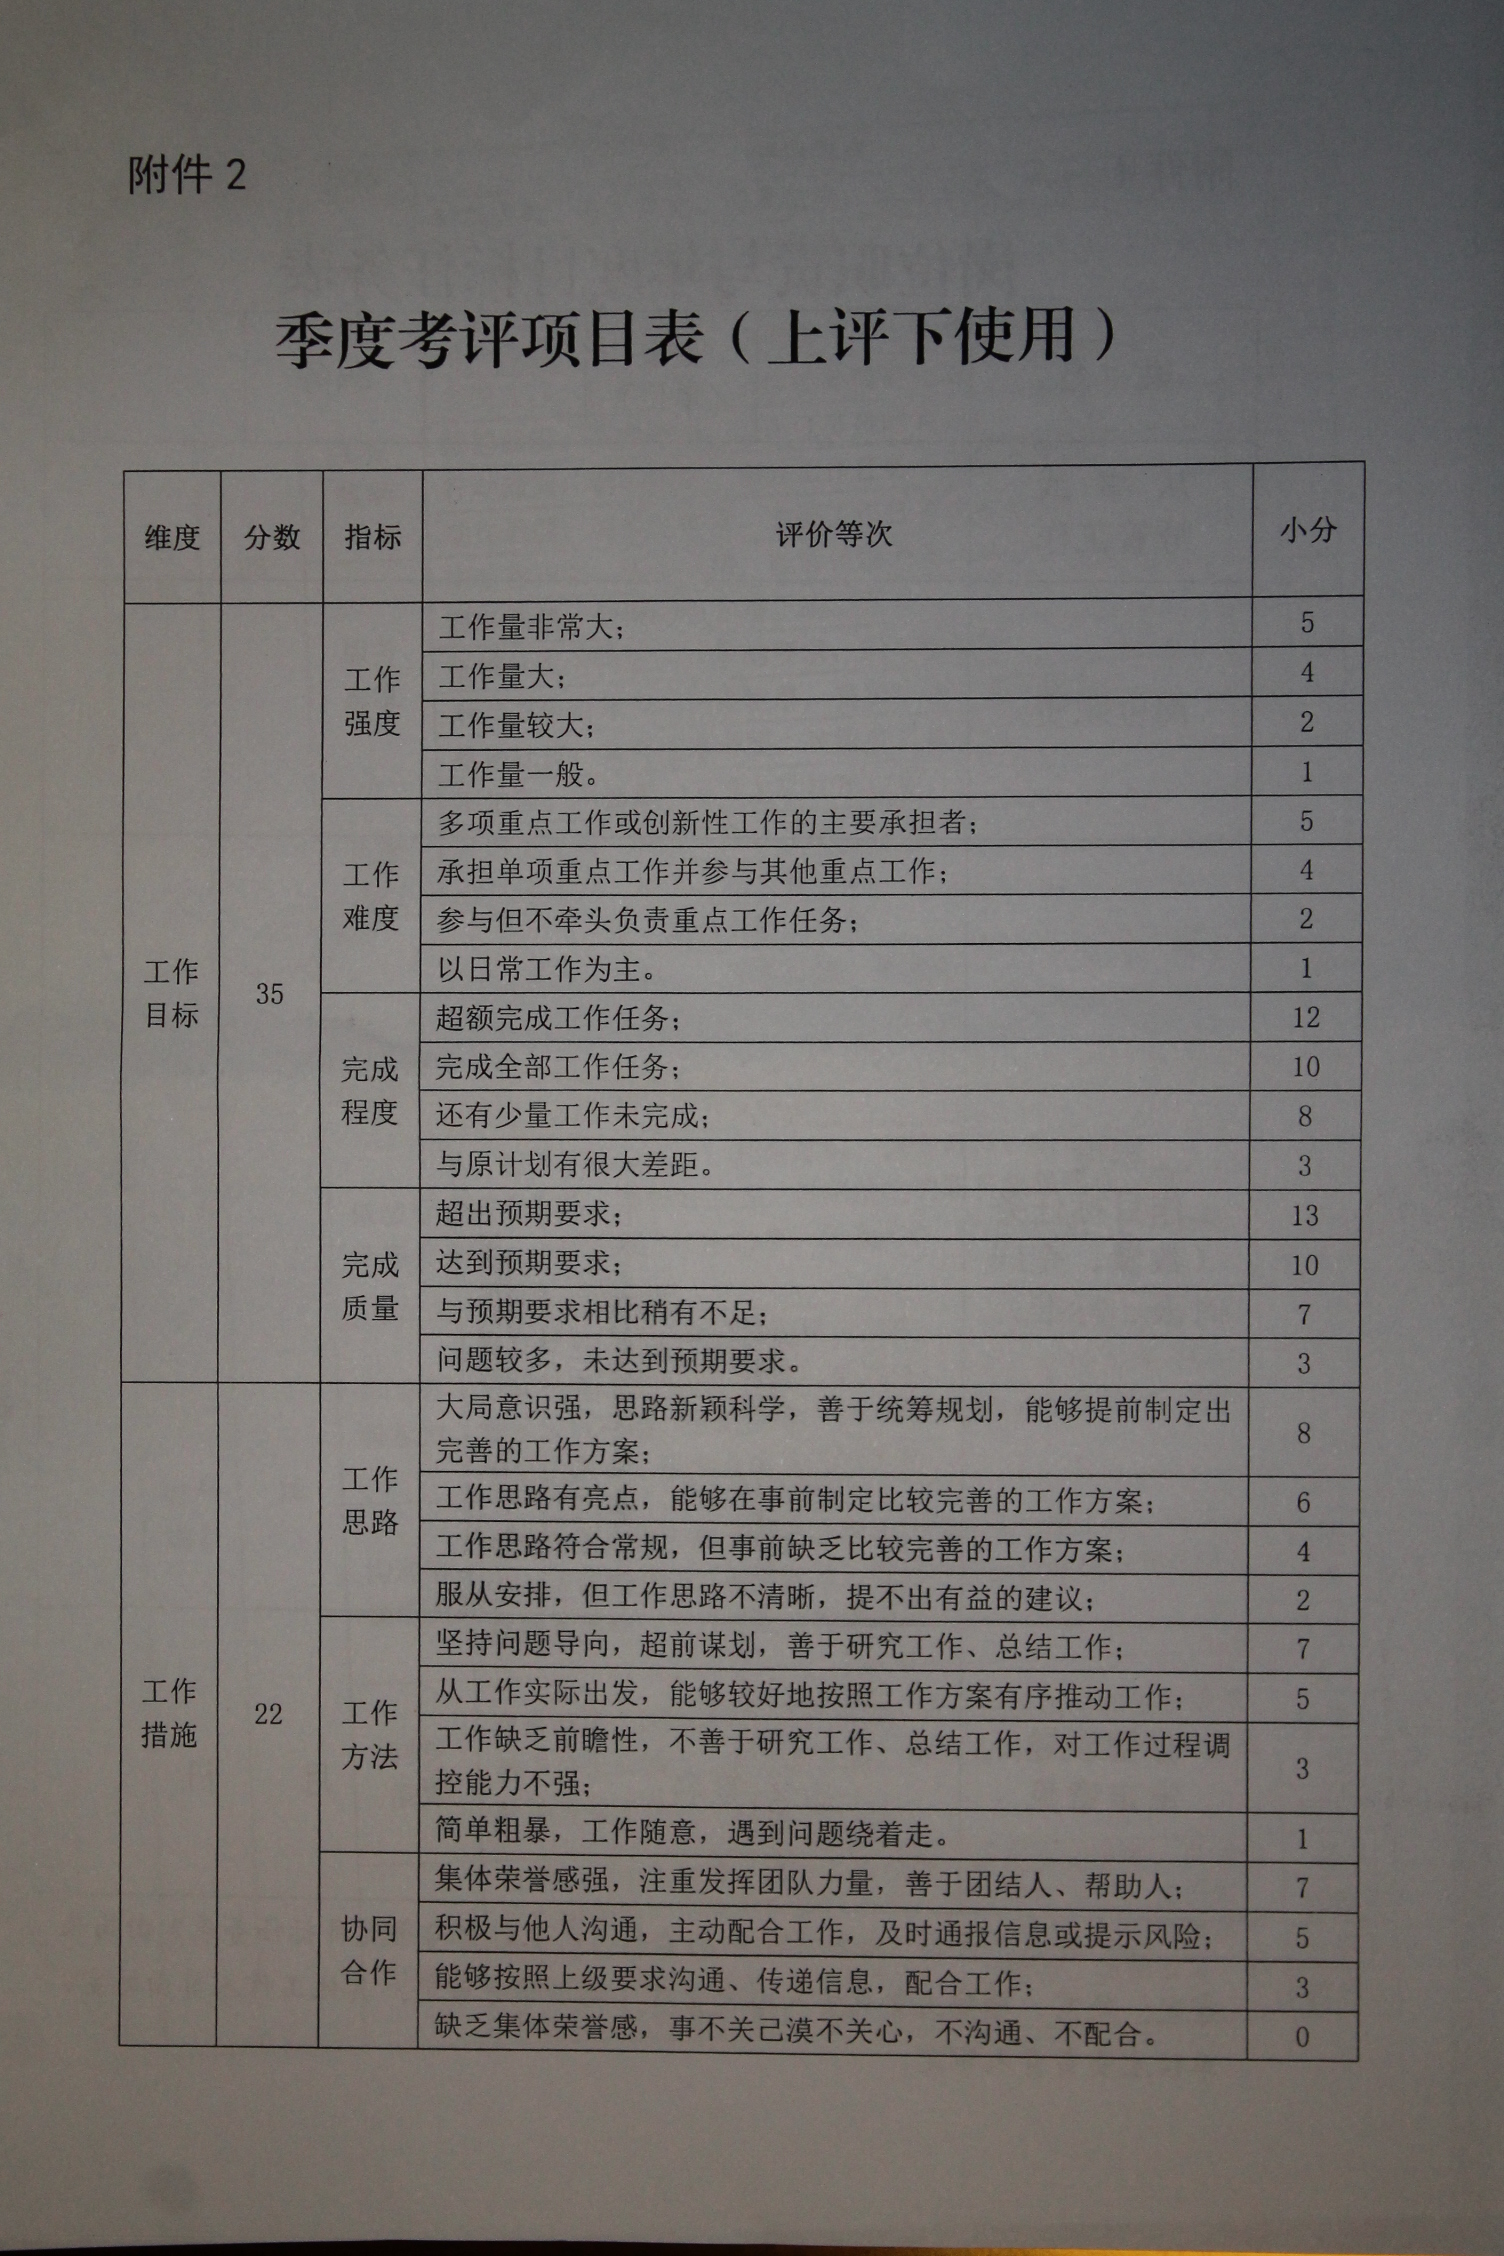 附件 2
季度考评项目表（上评下使用）
维度 分数 指标 评价等次 小分
工作目标 35 工作强度 工作量非常大； 5
工作量大； 4
工作量较大； 2
工作量一般。 1
工作难度 多项重点工作或创新性工作的主要承担者； 5
承担单项重点工作并参与其他重点工作； 4
参与但不牵头负责重点工作任务； 2
以日常工作为主。 1
完成程度 超额完成工作任务； 12
完成全部工作任务； 10
还有少量工作未完成； 8
与原计划有很大差距。 3
完成质量 超出预期要求； 13
达到预期要求； 10
与预期要求相比稍有不足； 7
问题较多，未达到预期要求。 3
工作措施 22 工作思路 大局意识强，思路新颖科学，善于统筹规划，能够提前制定出
完善的工作方案； 8
工作思路有亮点，能够在事前制定比较完善的工作方案； 6
工作思路符合常规，但事前缺乏比较完善的工作方案； 4
服从安排，但工作思路不清晰，提不出有益的建议； 2
工作方法 坚持问题导向，超前谋划，善于研究工作、总结工作； 7
从工作实际出发，能够较好地按照工作方案有序推动工作； 5
工作缺乏前瞻性，不善于研究工作、总结工作，对工作过程调
控能力不强； 3
简单粗暴，工作随意，遇到问题绕着走。 1
协同合作 集体荣誉感强，注重发挥团队力量，善于团结人、帮助人； 7
积极与他人沟通，主动配合工作，及时通报信息或提示风险； 5
能够按照上级要求沟通、传递信息，配合工作； 3
缺乏集体荣誉感，事不关己漠不关心，不沟通、不配合。 0